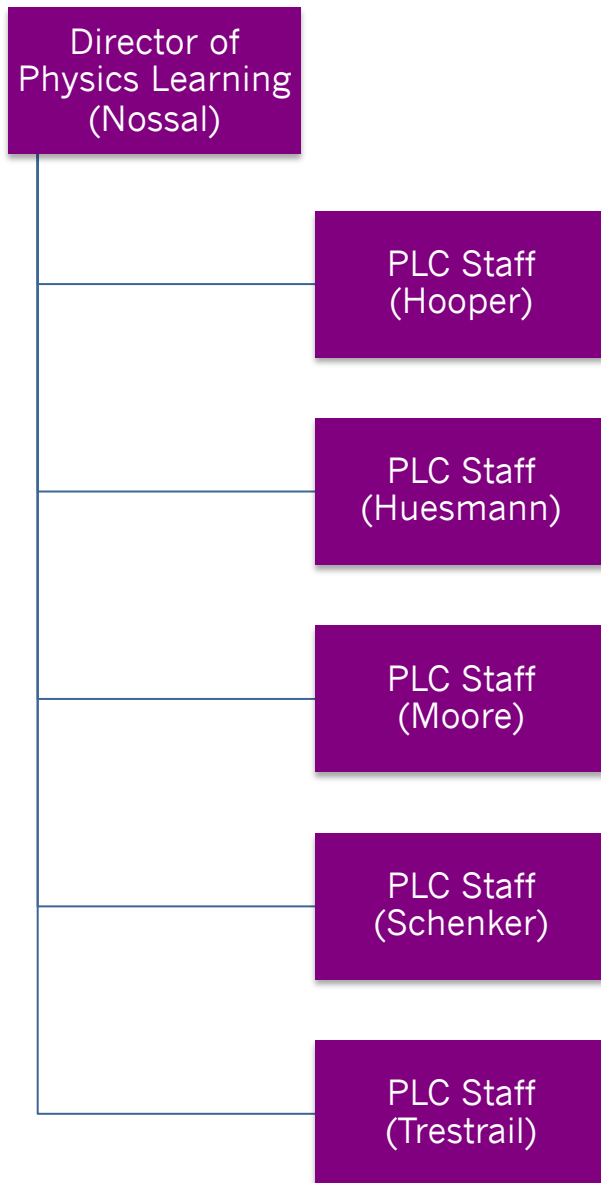 Director of
Physics Learning
(Nossal)
PLC Staff
(Hooper)
PLC Staff
(Huesmann)
PLC Staff
(Moore)
PLC Staff
(Schenker)
PLC Staff
(Trestrail)